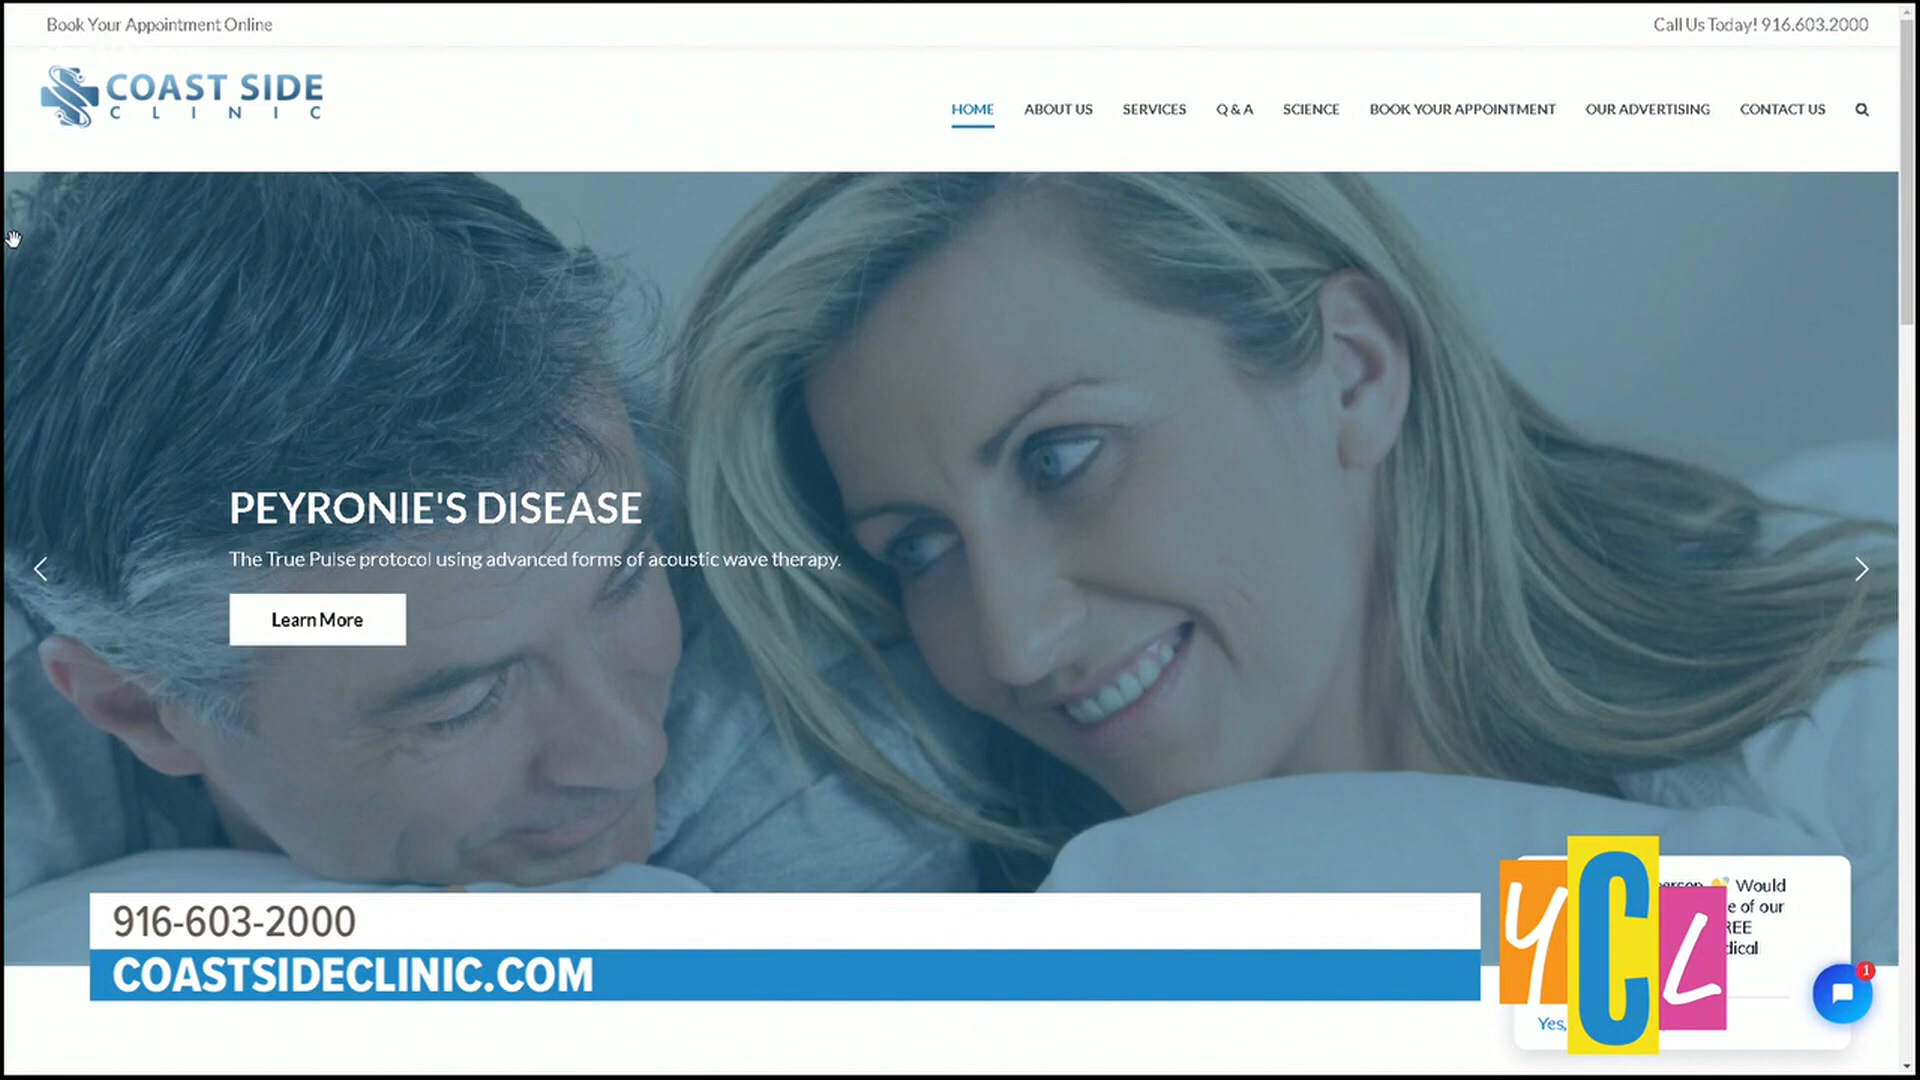 Book Your Appointment Online
Call Us Today! 916.603.2000
COAST SIDE
CLINIC
HOME
ABOUT US
SERVICES
Q & A
SCIENCE
BOOK YOUR APPOINTMENT
OUR ADVERTISING
CONTACT US
PEYRONIE'S DISEASE
The True Pulse protocol using advanced forms of acoustic wave therapy.
Learn More
916-603-2000
COASTSIDECLINIC.COM
Would
of our
Yes,
YCL
1